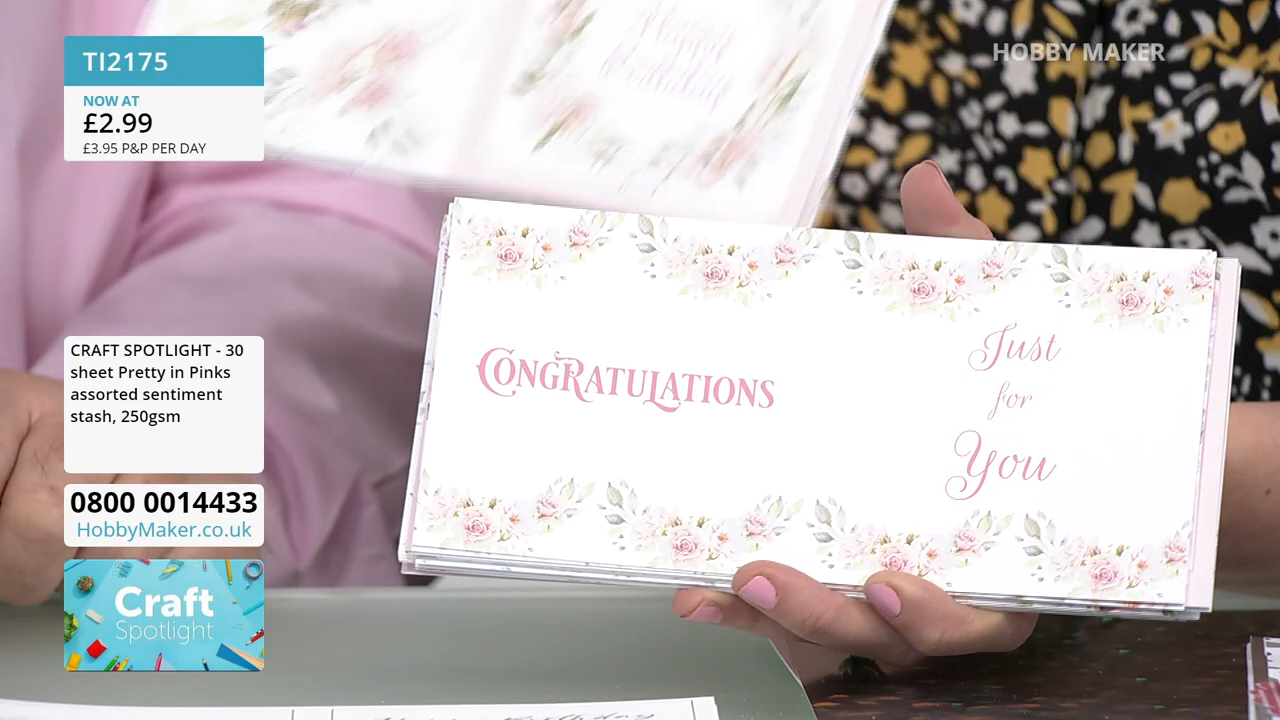 TI2175
NOW AT
£2.99
£3.95 P&P PER DAY
HOBBY MAKER
CONGRATULATIONS
Just
for
You
CRAFT SPOTLIGHT - 30
sheet Pretty in Pinks
assorted sentiment
stash, 250gsm
0800 0014433
HobbyMaker.co.uk
Craft
Spotlight